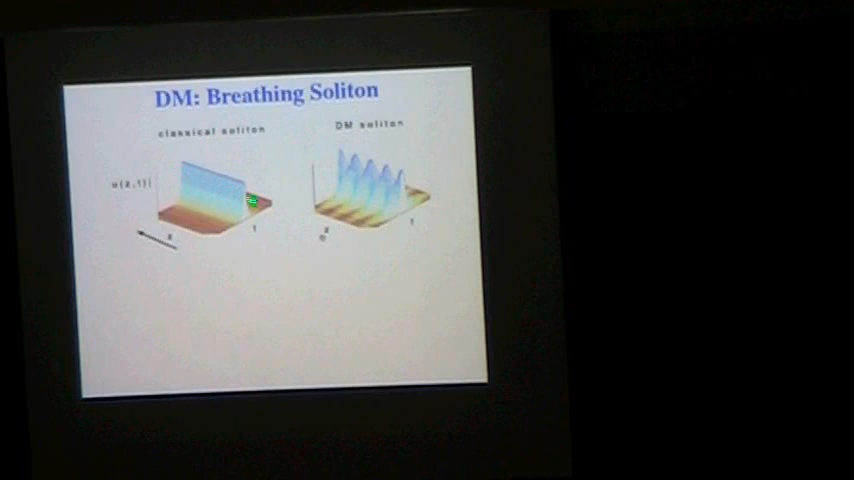 DM: Breathing Soliton
classical soliton
DM soliton
u(z,t)|
z
t
z
t